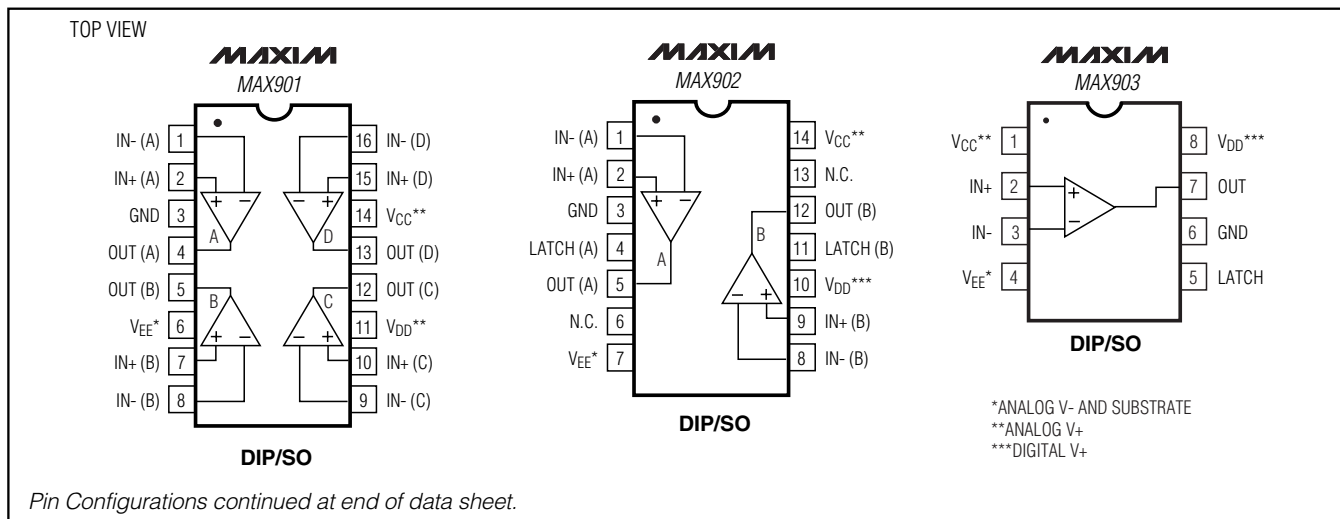 TOP VIEW
MAXIM
MAX901
IN- (A) 1
IN+ (A) 2
GND 3
OUT (A) 4
OUT (B) 5
VEE* 6
IN+ (B) 7
IN- (B) 8
16 IN- (D)
15 IN+ (D)
14 VCC**
13 OUT (D)
12 OUT (C)
11 VDD**
10 IN+ (C)
9 IN- (C)
+ −
A
+ −
B
− +
D
− +
C
DIP/SO
MAXIM
MAX902
IN- (A) 1
IN+ (A) 2
GND 3
LATCH (A) 4
OUT (A) 5
N.C. 6
VEE* 7
14 VCC**
13 N.C.
12 OUT (B)
11 LATCH (B)
10 VDD***
9 IN+ (B)
8 IN- (B)
+ −
A
B
− +
DIP/SO
MAXIM
MAX903
VCC** 1
IN+ 2
IN- 3
VEE* 4
8 VDD***
7 OUT
6 GND
5 LATCH
+
−
DIP/SO
*ANALOG V- AND SUBSTRATE
**ANALOG V+
***DIGITAL V+
Pin Configurations continued at end of data sheet.